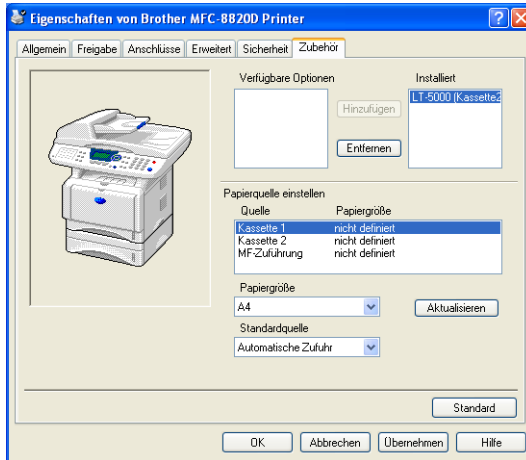 Eigenschaften von Brother MFC-8820D Printer
Allgemein Freigabe Anschlüsse Erweitert Sicherheit Zubehör
Verfügbare Optionen Installiert
LT-5000 (Kassette2
Hinzufügen
Entfernen
Papierquelle einstellen
Quelle Papiergröße
Kassette 1 nicht definiert
Kassette 2 nicht definiert
MF-Zuführung nicht definiert
Papiergröße
A4 Aktualisieren
Standardquelle
Automatische Zufuhr
Standard
OK Abbrechen Übernehmen Hilfe